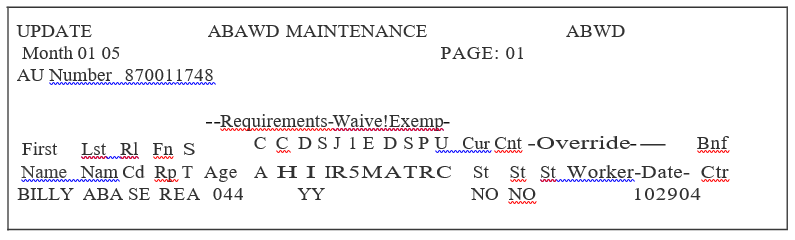 UPDATE ABAWD MAINTENANCE ABWD
Month 01 05 PAGE: 01
AU Number 870011748
--Requirements-Waive!Exemp-
First Lst Rl Fn S C C D S J 1 E D S P U Cur Cnt -Override-— Bnf
Name Nam Cd Rp T Age A H I IR5MATRC St St St Worker-Date- Ctr
BILLY ABA SE REA 044 YY NO NO 102904